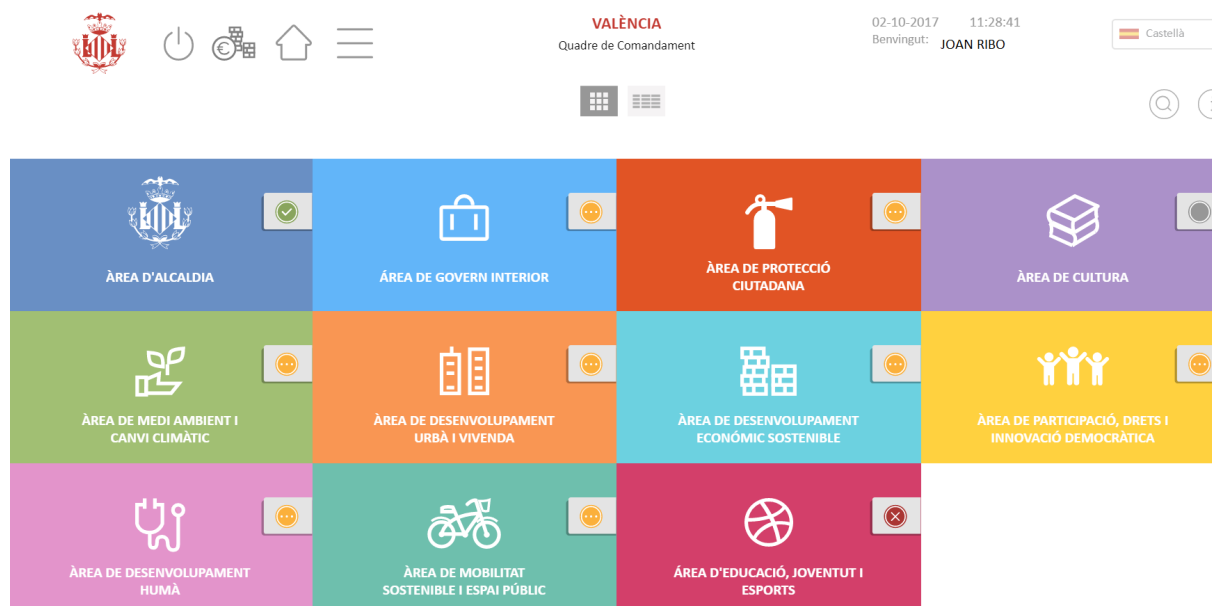 VALÈNCIA
Quadre de Comandament
02-10-2017 11:28:41
Benvingut: JOAN RIBO
Castellà
ÀREA D'ALCALDIA
ÁREA DE GOVERN INTERIOR
ÀREA DE PROTECCIÓ
CIUTADANA
ÀREA DE CULTURA
ÀREA DE MEDI AMBIENT I
CANVI CLIMÀTIC
ÀREA DE DESENVOLUPAMENT
URBÀ I VIVENDA
ÀREA DE DESENVOLUPAMENT
ECONÓMIC SOSTENIBLE
ÀREA DE PARTICIPACIÓ, DRETS I
INNOVACIÓ DEMOCRÀTICA
ÀREA DE DESENVOLUPAMENT
HUMÀ
ÀREA DE MOBILITAT
SOSTENIBLE I ESPAI PÚBLIC
ÁREA D'EDUCACIÓ, JOVENTUT I
ESPORTS